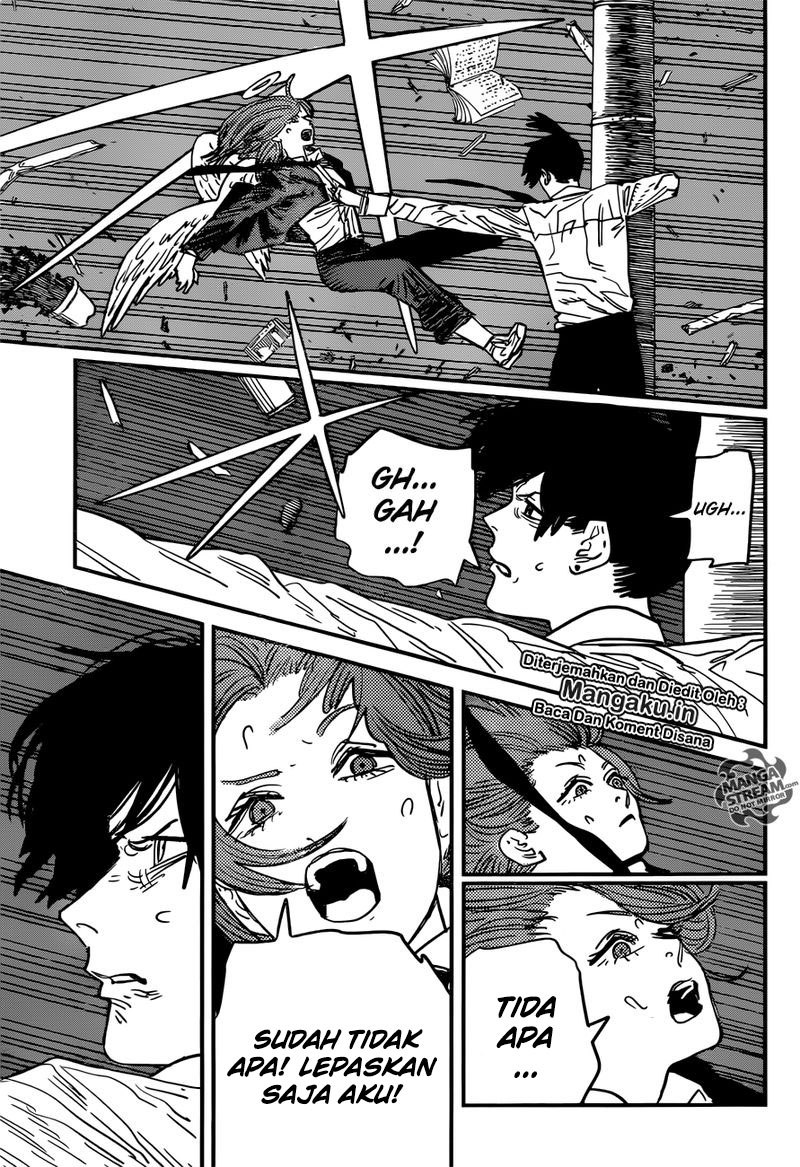 UGH...
GH...
GAH
...!
Diterjemahkan dan Diedit Oleh :
Mangaku.in
Baca Dan Koment Disana
MANGA
STREAM.com
DO NOT MIRROR
TIDA
APA
...
SUDAH TIDAK
APA! LEPASKAN
SAJA AKU!